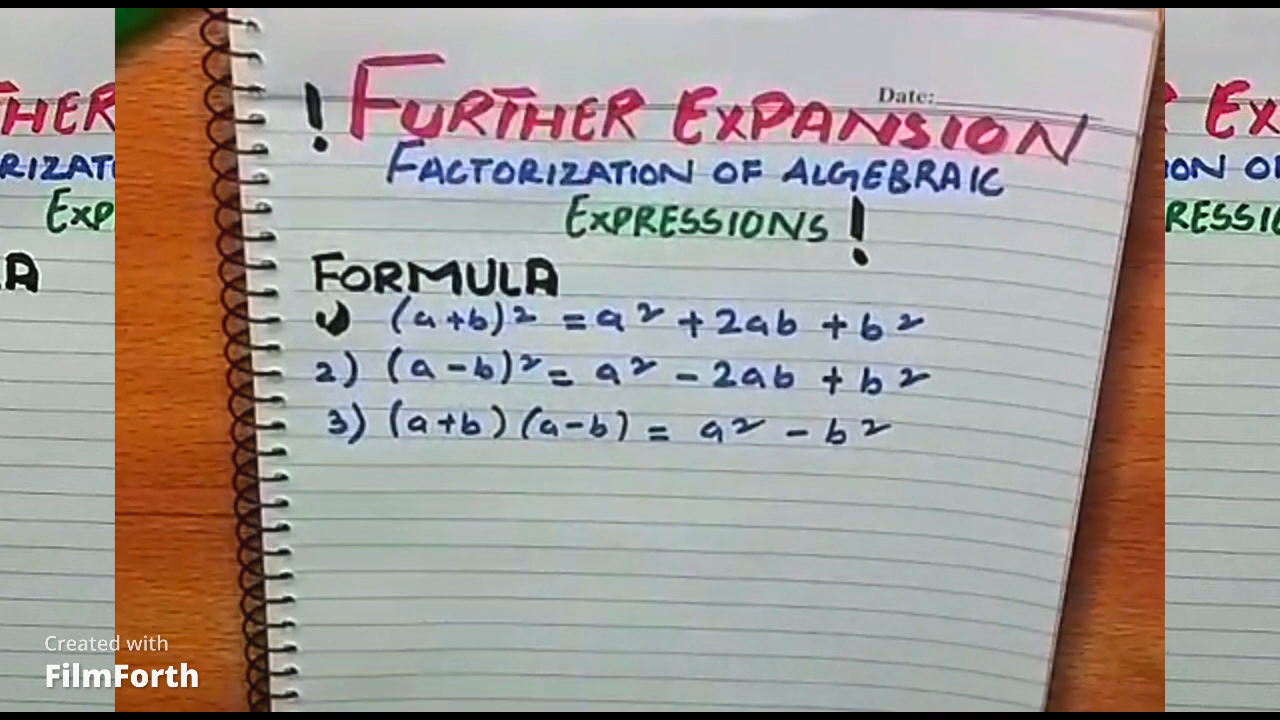 Date:
! FURTHER EXPANSION
FACTORIZATION OF ALGEBRAIC
EXPRESSIONS !
FORMULA
1) (a+b)² = a² + 2ab + b²
2) (a-b)² = a² - 2ab + b²
3) (a+b)(a-b) = a² - b²
Created with
FilmForth